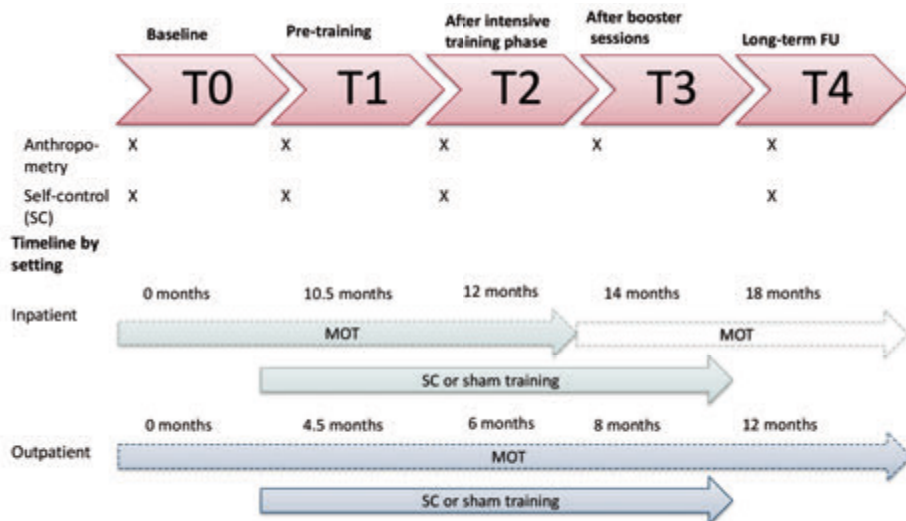 Baseline
Pre-training
After intensive
training phase
After booster
sessions
Long-term FU
T0
T1
T2
T3
T4
Anthropo-
metry
X X X X X
Self-control
(SC)
X X X X
Timeline by
setting
0 months 10.5 months 12 months 14 months 18 months
Inpatient
MOT MOT
SC or sham training
0 months 4.5 months 6 months 8 months 12 months
Outpatient
MOT
SC or sham training